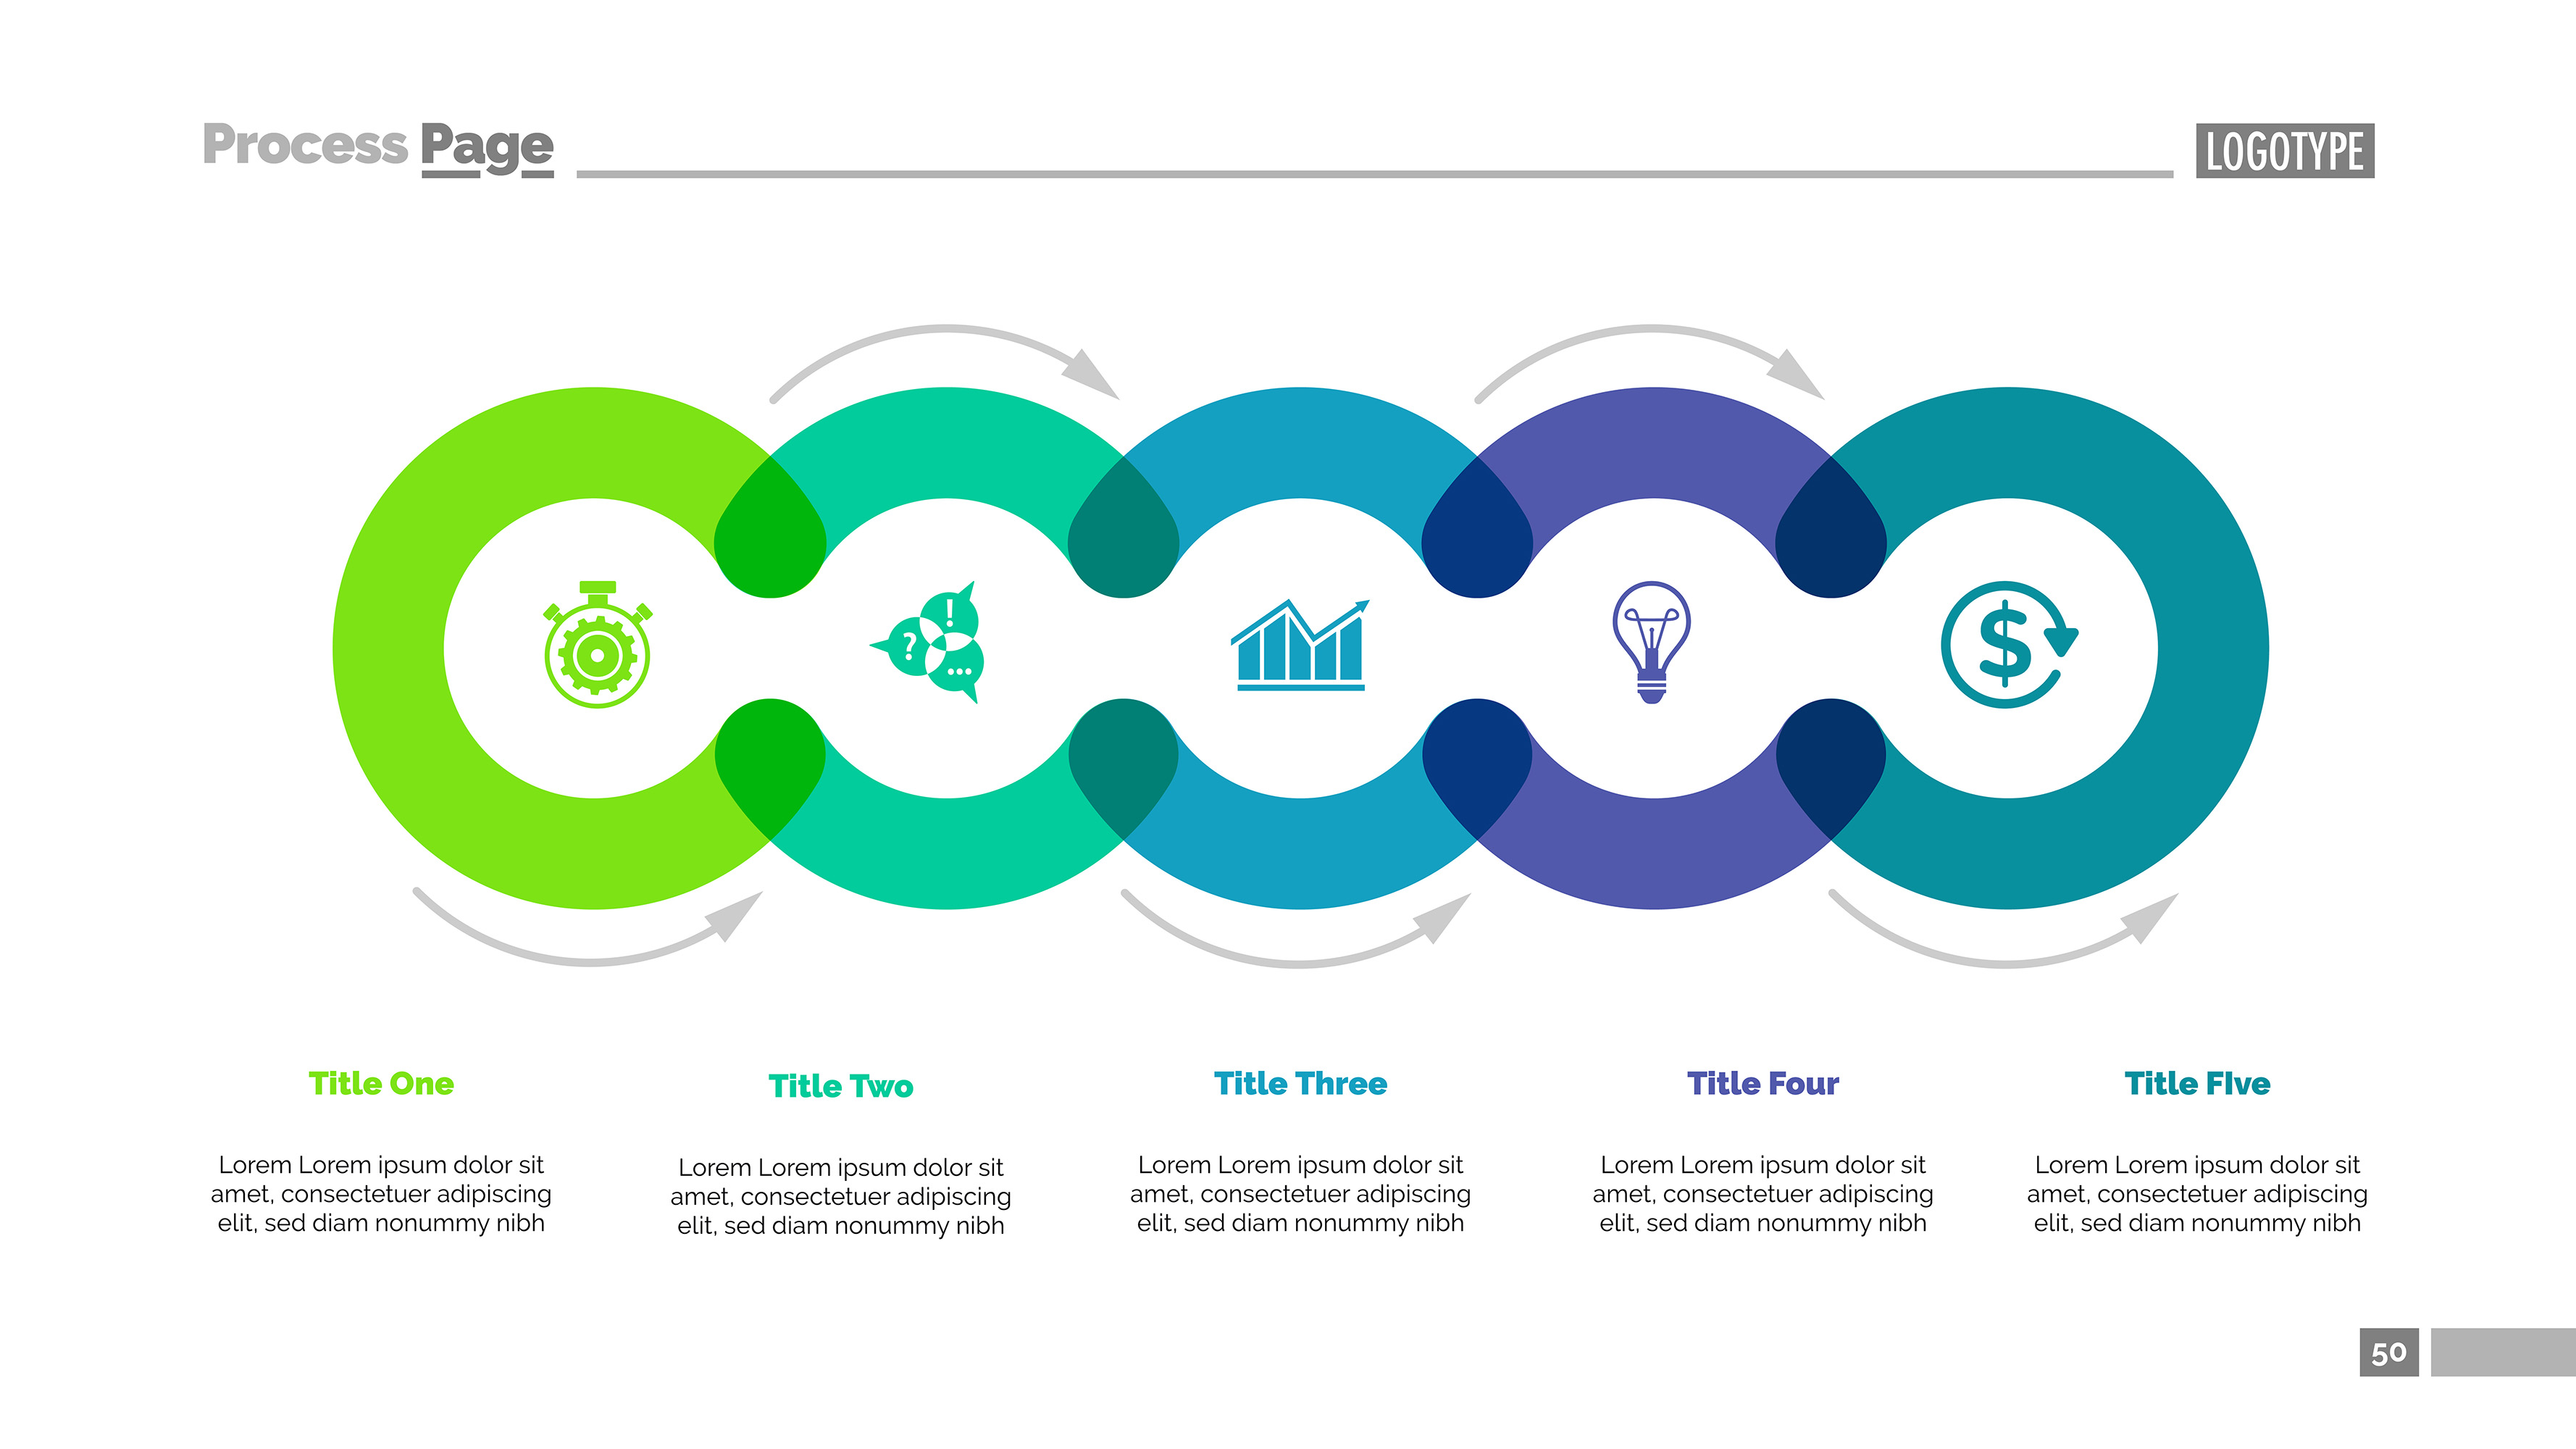 Process Page
LOGOTYPE
!
?
...
$
Title One
Lorem Lorem ipsum dolor sit
amet, consectetuer adipiscing
elit, sed diam nonummy nibh
Title Two
Lorem Lorem ipsum dolor sit
amet, consectetuer adipiscing
elit, sed diam nonummy nibh
Title Three
Lorem Lorem ipsum dolor sit
amet, consectetuer adipiscing
elit, sed diam nonummy nibh
Title Four
Lorem Lorem ipsum dolor sit
amet, consectetuer adipiscing
elit, sed diam nonummy nibh
Title FIve
Lorem Lorem ipsum dolor sit
amet, consectetuer adipiscing
elit, sed diam nonummy nibh
50